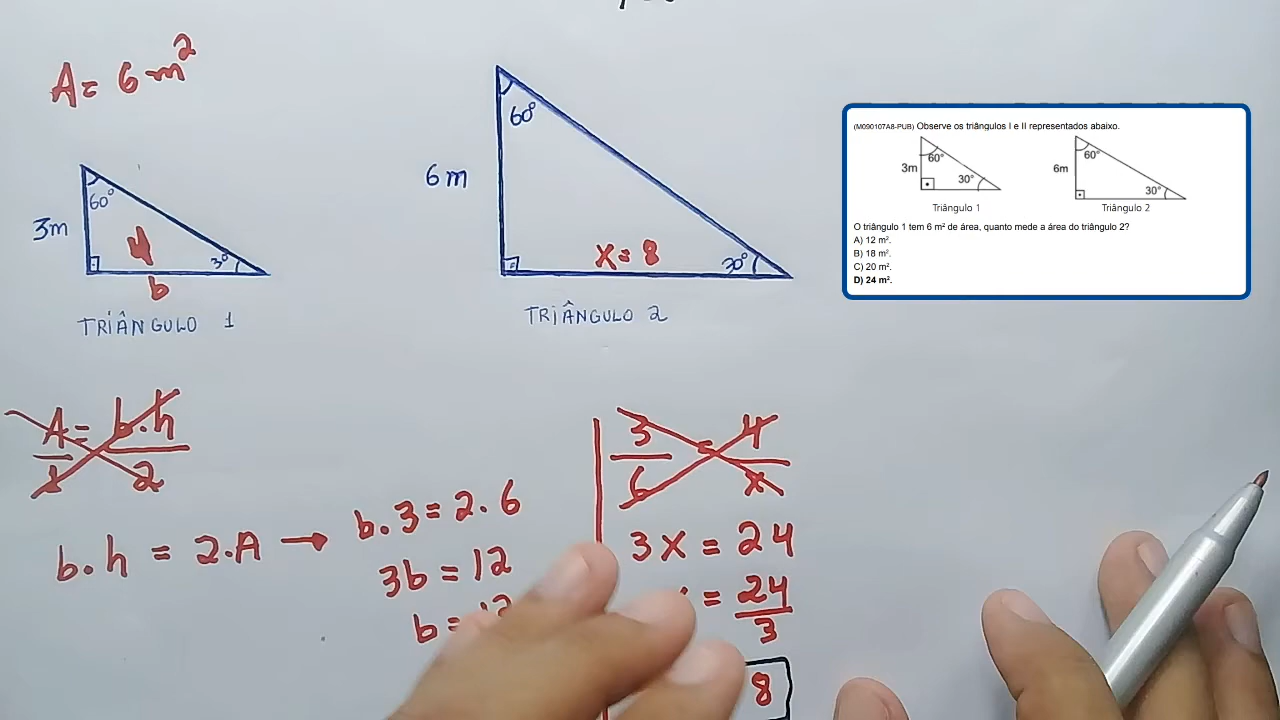 A = 6 m²
60°
3m
4
30
b
TRIÂNGULO 1
60°
6m
x = 8
30°
TRIÂNGULO 2
(M090107A8-PUB) Observe os triângulos I e II representados abaixo.
3m
60°
30°
Triângulo 1
6m
60°
30°
Triângulo 2
O triângulo 1 tem 6 m² de área, quanto mede a área do triângulo 2?
A) 12 m².
B) 18 m².
C) 20 m².
D) 24 m².
A = b.h
1 2
b.h = 2.A → b.3 = 2.6
3b = 12
b = 12
3 = 4
6 x
3x = 24
= 24
3
8